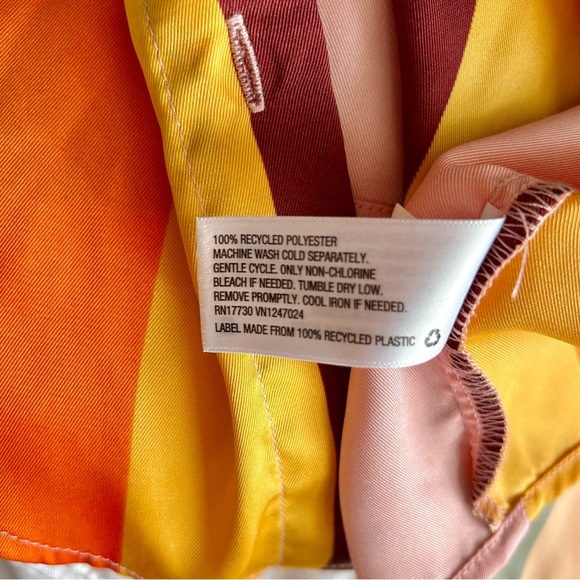 100% RECYCLED POLYESTER
MACHINE WASH COLD SEPARATELY.
GENTLE CYCLE. ONLY NON-CHLORINE
BLEACH IF NEEDED. TUMBLE DRY LOW.
REMOVE PROMPTLY. COOL IRON IF NEEDED.
RN17730 VN1247024
LABEL MADE FROM 100% RECYCLED PLASTIC